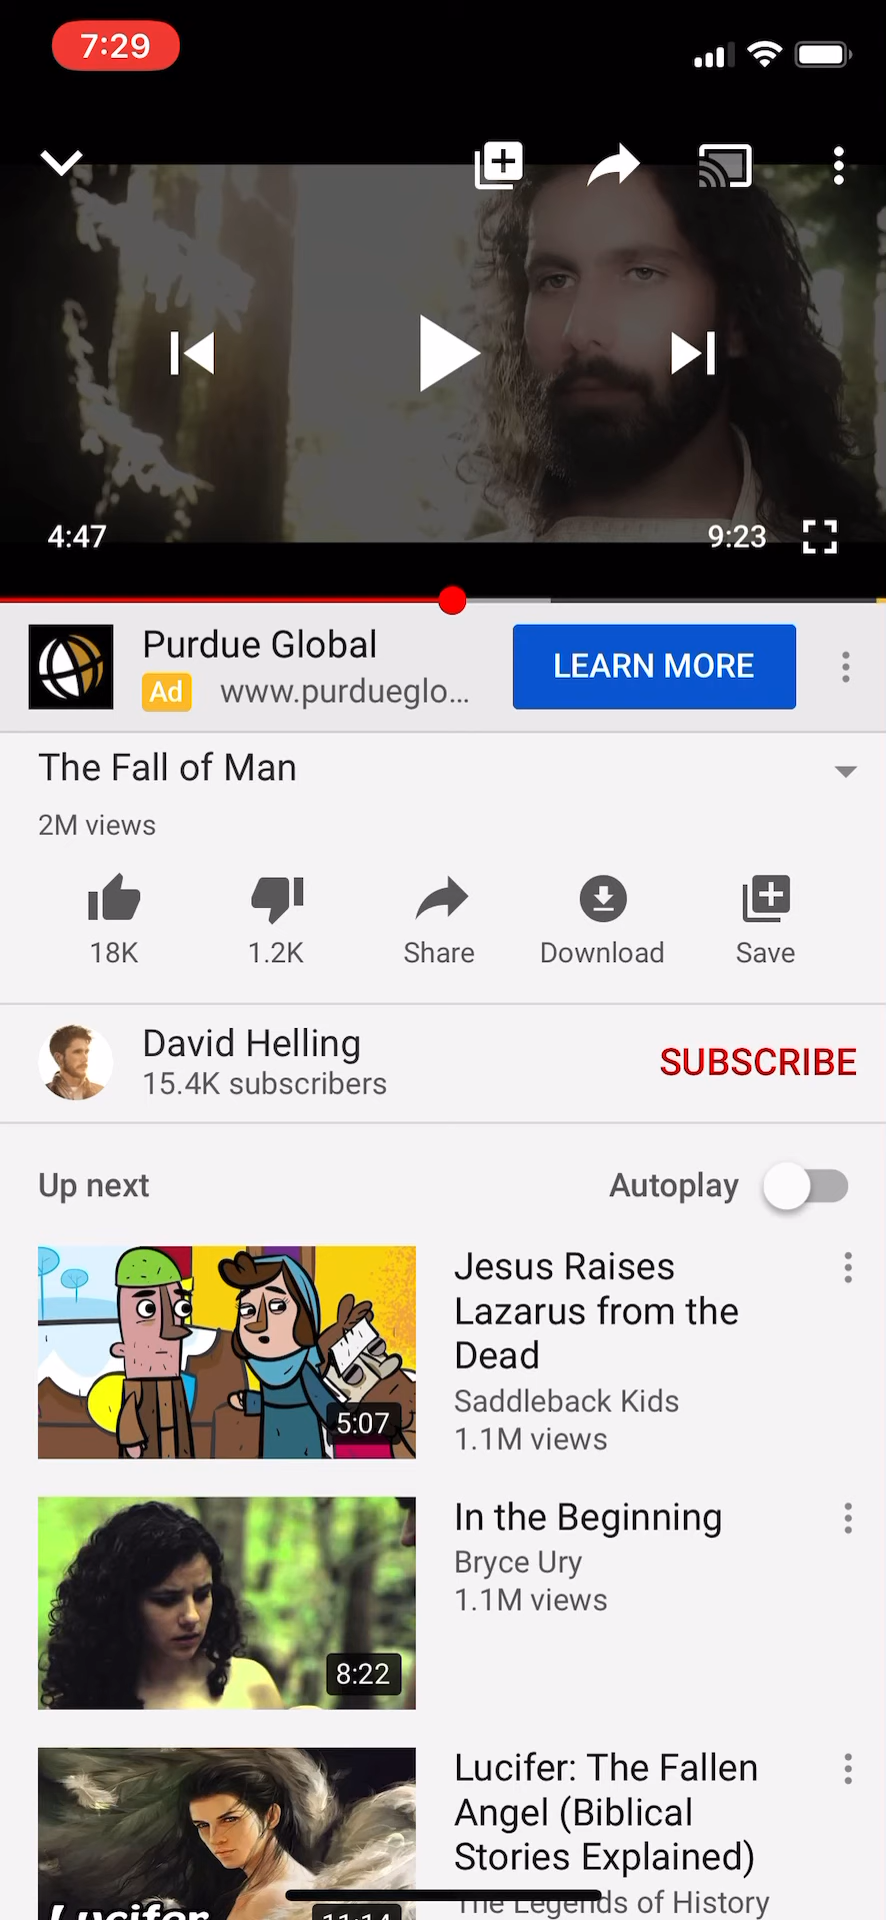 7:29
4:47
9:23
Purdue Global
Ad www.purdueglo...
LEARN MORE
The Fall of Man
2M views
18K
1.2K
Share
Download
Save
David Helling
15.4K subscribers
SUBSCRIBE
Up next
Autoplay
5:07
Jesus Raises
Lazarus from the
Dead
Saddleback Kids
1.1M views
8:22
In the Beginning
Bryce Ury
1.1M views
Lucifer
11:14
Lucifer: The Fallen
Angel (Biblical
Stories Explained)
The Legends of History